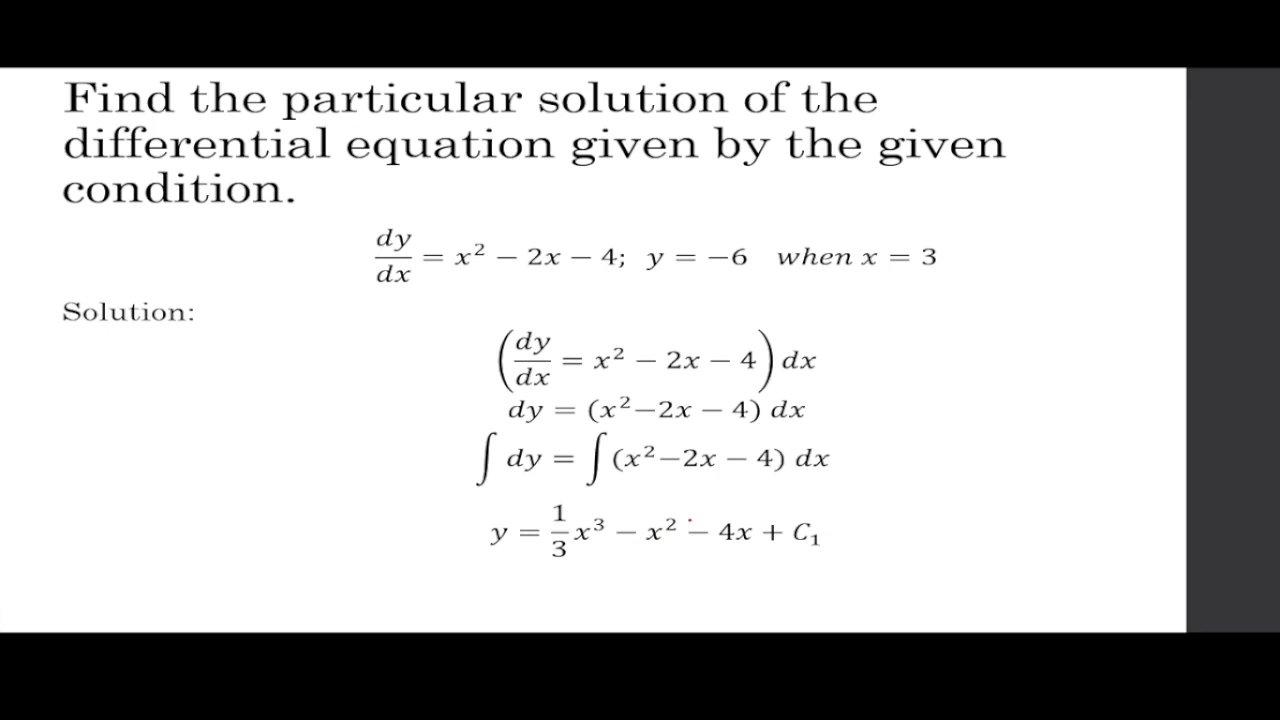 Find the particular solution of the
differential equation given by the given
condition.
dy/dx = x² − 2x − 4; y = −6 when x = 3
Solution:
(dy/dx = x² − 2x − 4) dx
dy = (x²−2x − 4) dx
∫ dy = ∫ (x²−2x − 4) dx
y = 1/3 x³ − x² − 4x + C₁